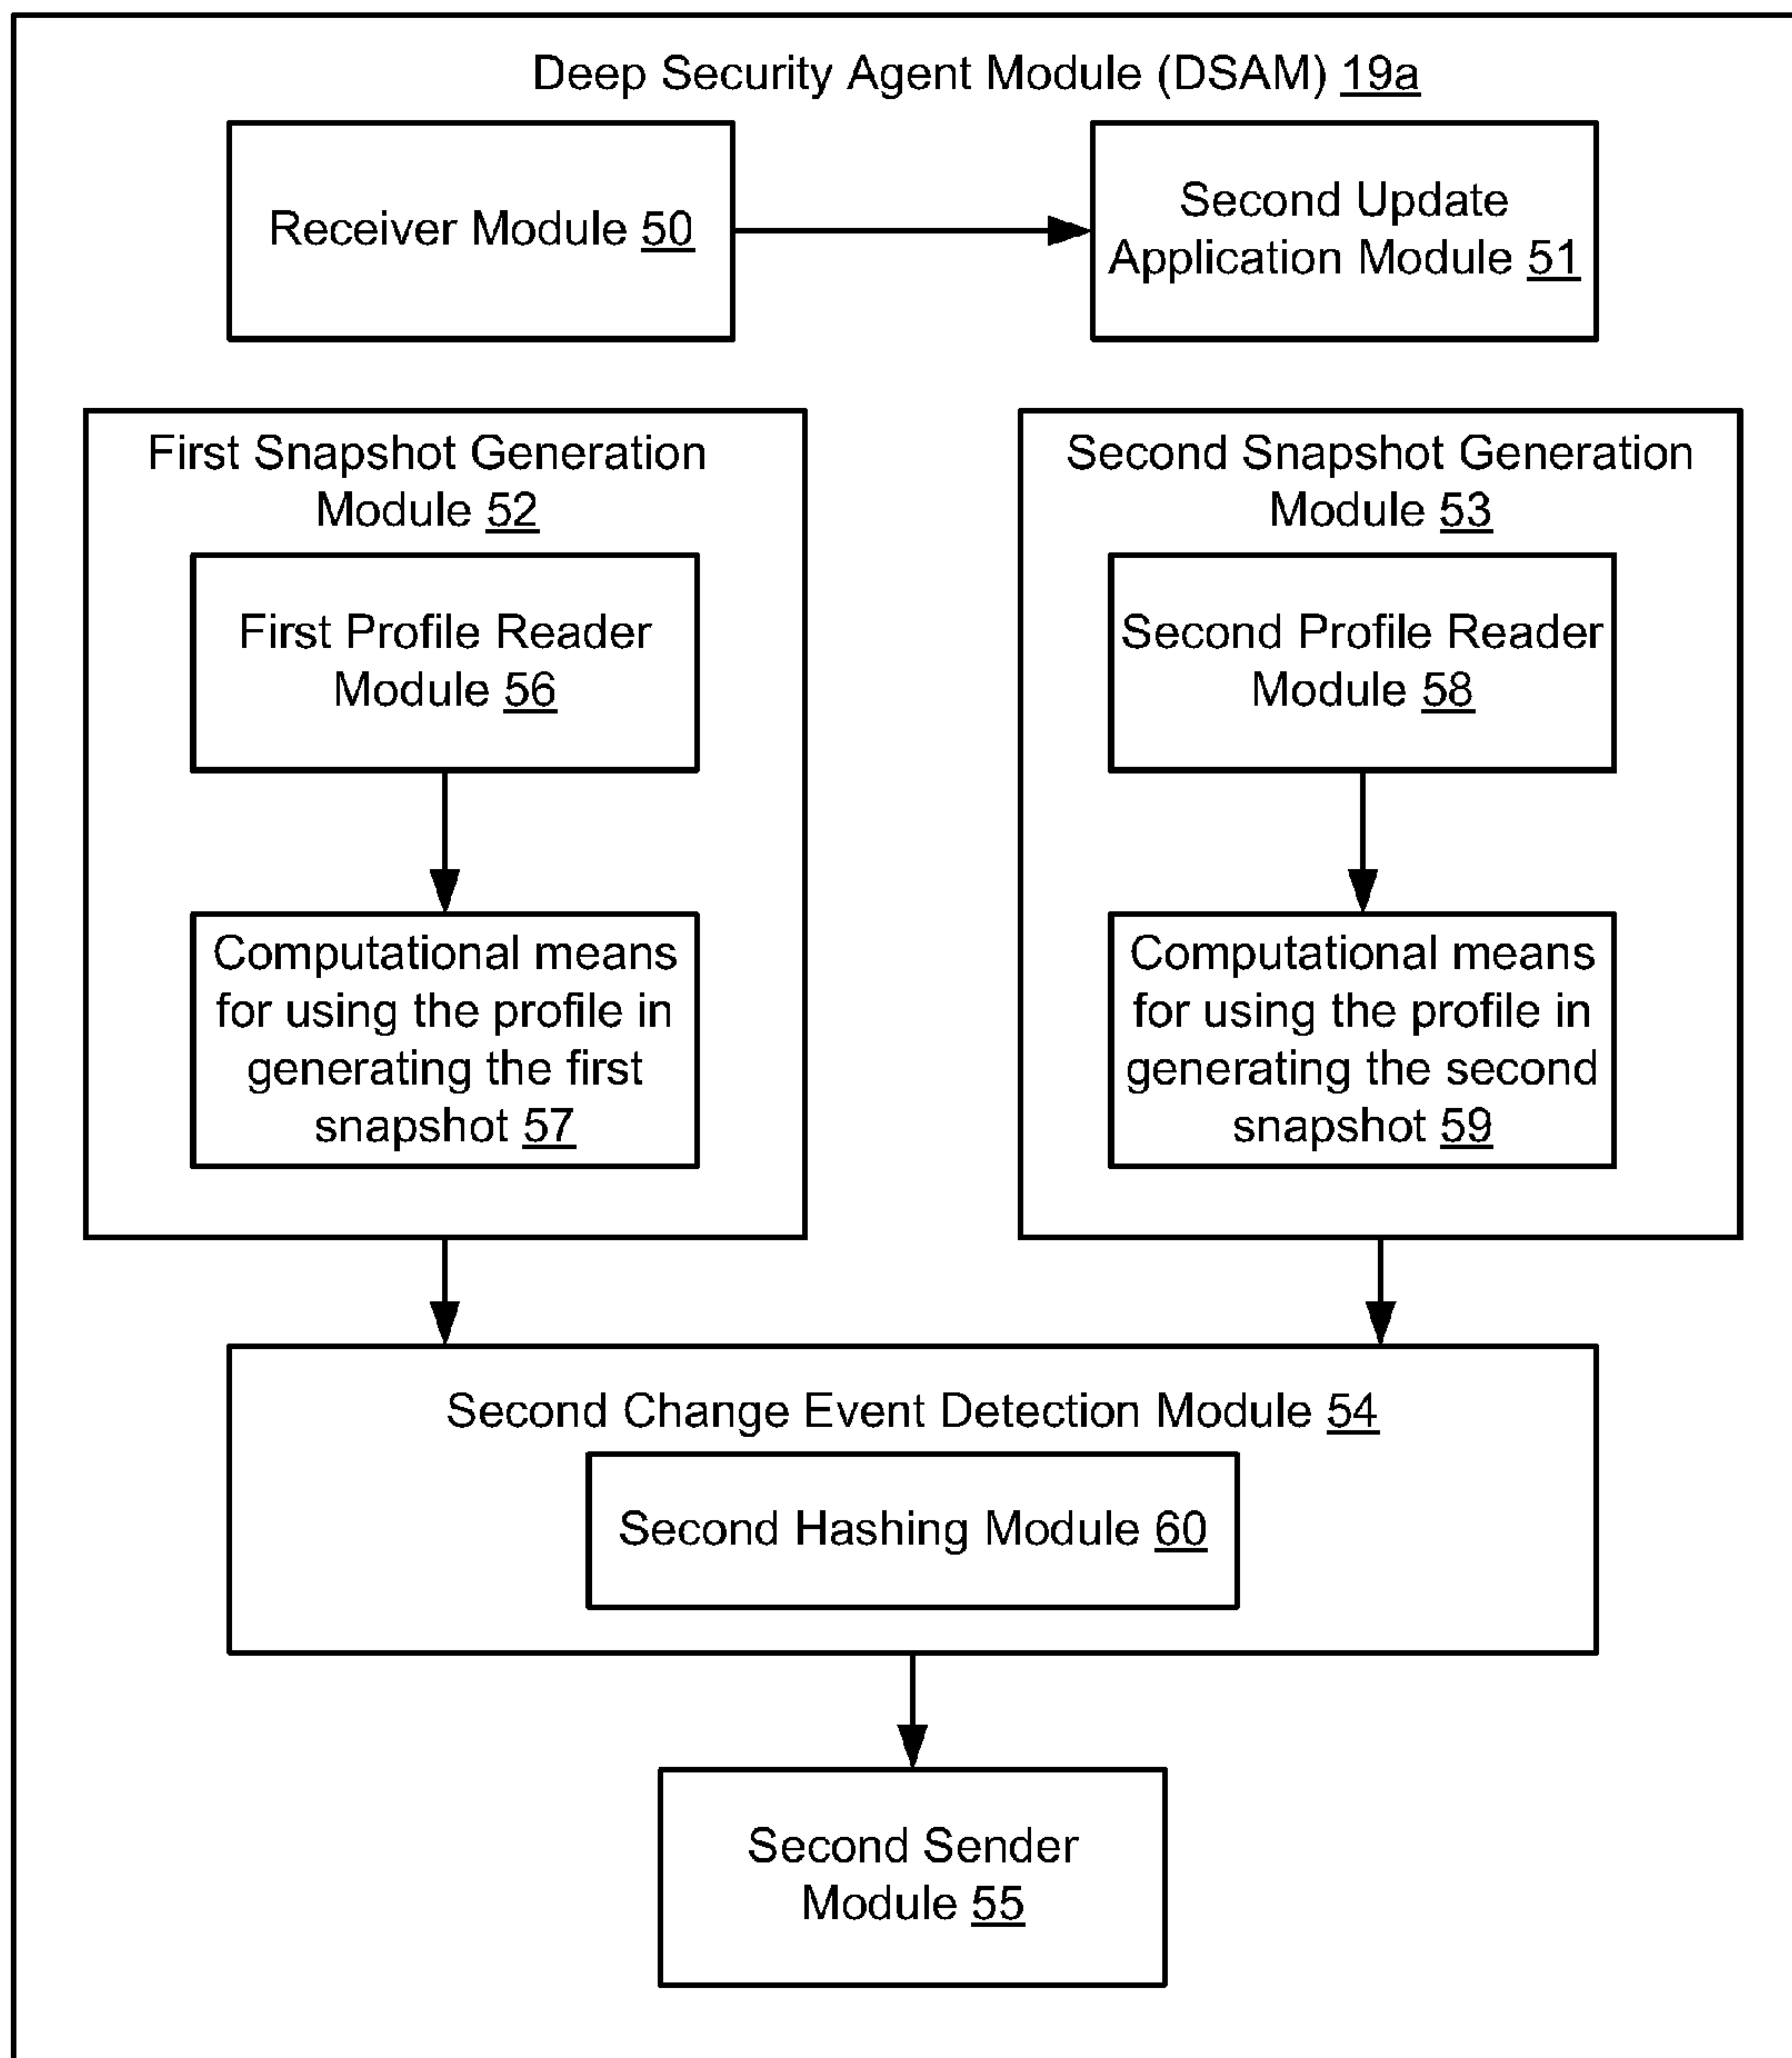 Deep Security Agent Module (DSAM) 19a
Receiver Module 50
Second Update
Application Module 51
First Snapshot Generation
Module 52
First Profile Reader
Module 56
Computational means
for using the profile in
generating the first
snapshot 57
Second Snapshot Generation
Module 53
Second Profile Reader
Module 58
Computational means
for using the profile in
generating the second
snapshot 59
Second Change Event Detection Module 54
Second Hashing Module 60
Second Sender
Module 55